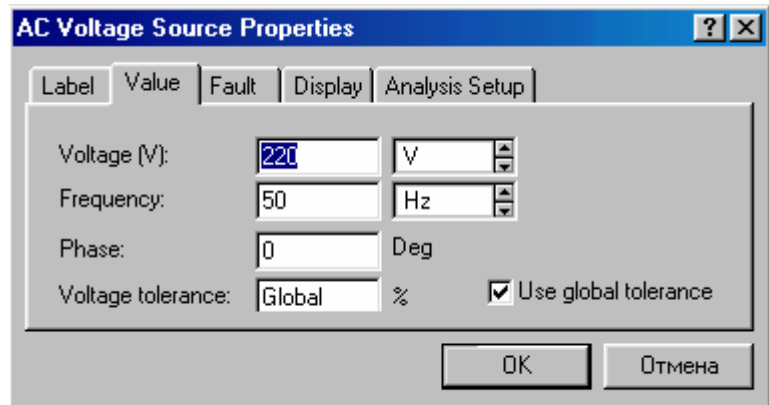 AC Voltage Source Properties ? ×
Label Value Fault Display Analysis Setup
Voltage (V): 220 V
Frequency: 50 Hz
Phase: 0 Deg
Voltage tolerance: Global % Use global tolerance
OK Отмена